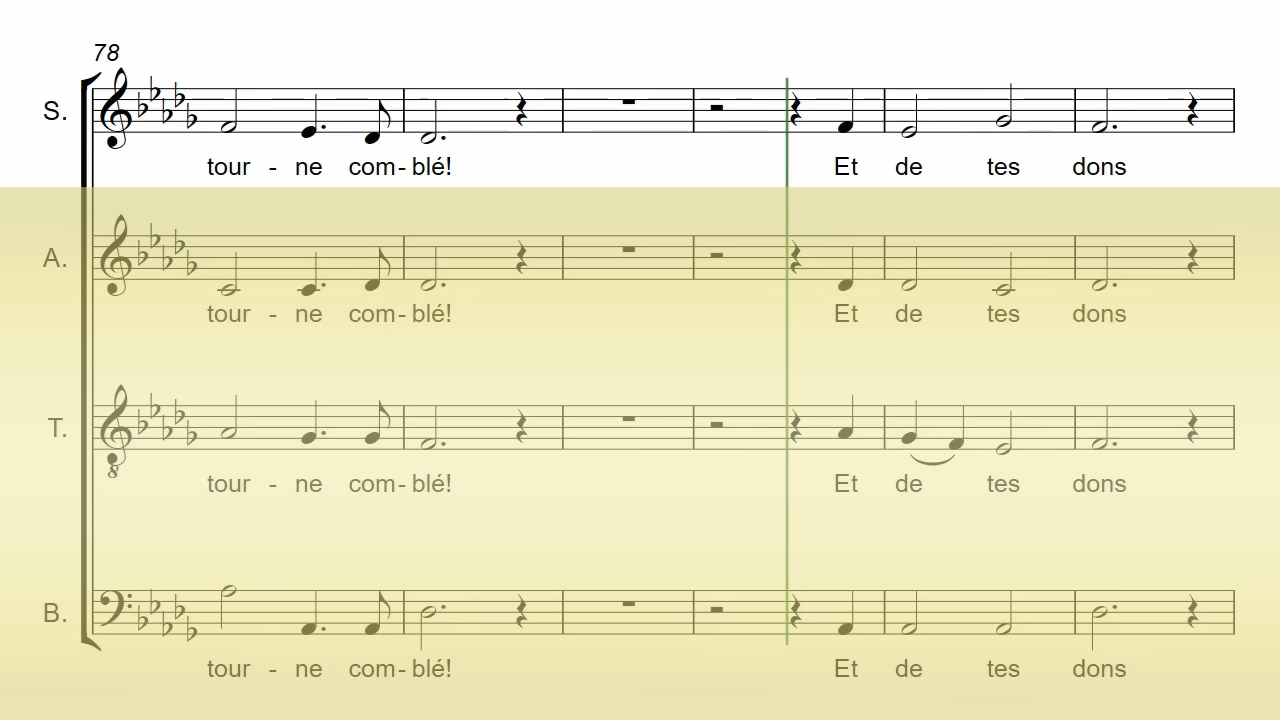 78
S.
tour - ne com- blé! Et de tes dons
A.
tour - ne com- blé! Et de tes dons
T.
8
tour - ne com- blé! Et de tes dons
B.
tour - ne com- blé! Et de tes dons